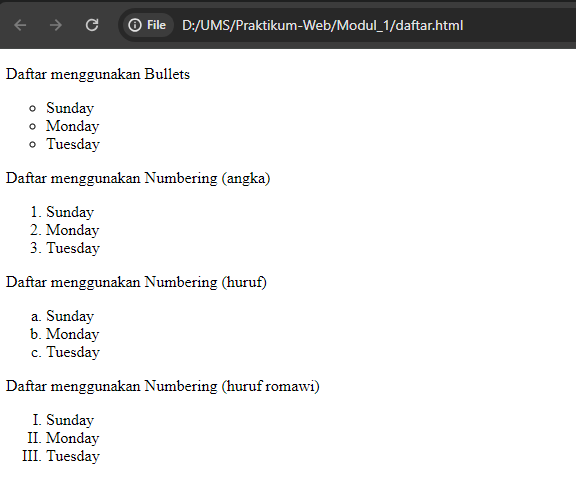 File D:/UMS/Praktikum-Web/Modul_1/daftar.html
Daftar menggunakan Bullets
Sunday
Monday
Tuesday
Daftar menggunakan Numbering (angka)
1. Sunday
2. Monday
3. Tuesday
Daftar menggunakan Numbering (huruf)
a. Sunday
b. Monday
c. Tuesday
Daftar menggunakan Numbering (huruf romawi)
I. Sunday
II. Monday
III. Tuesday